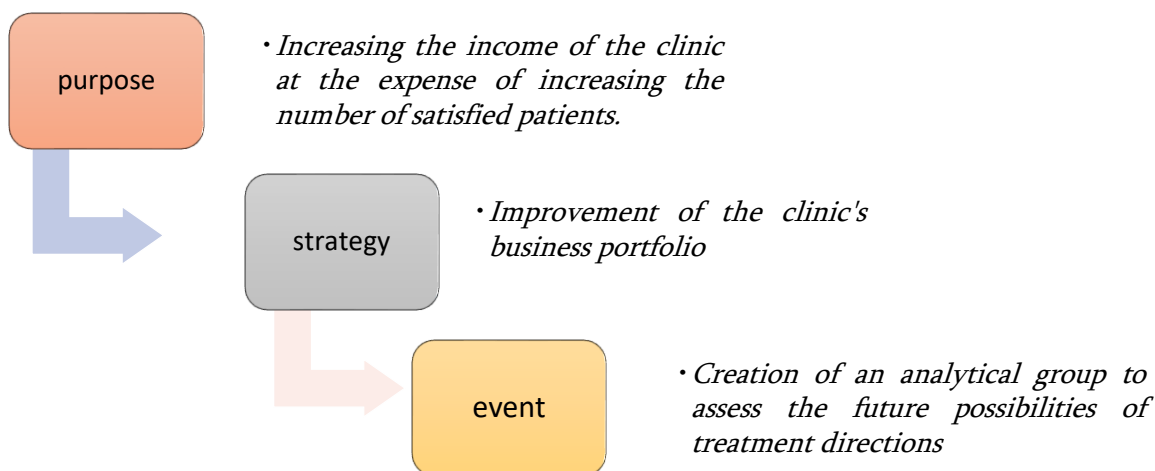 purpose
· Increasing the income of the clinic
at the expense of increasing the
number of satisfied patients.
strategy
· Improvement of the clinic's
business portfolio
event
· Creation of an analytical group to
assess the future possibilities of
treatment directions